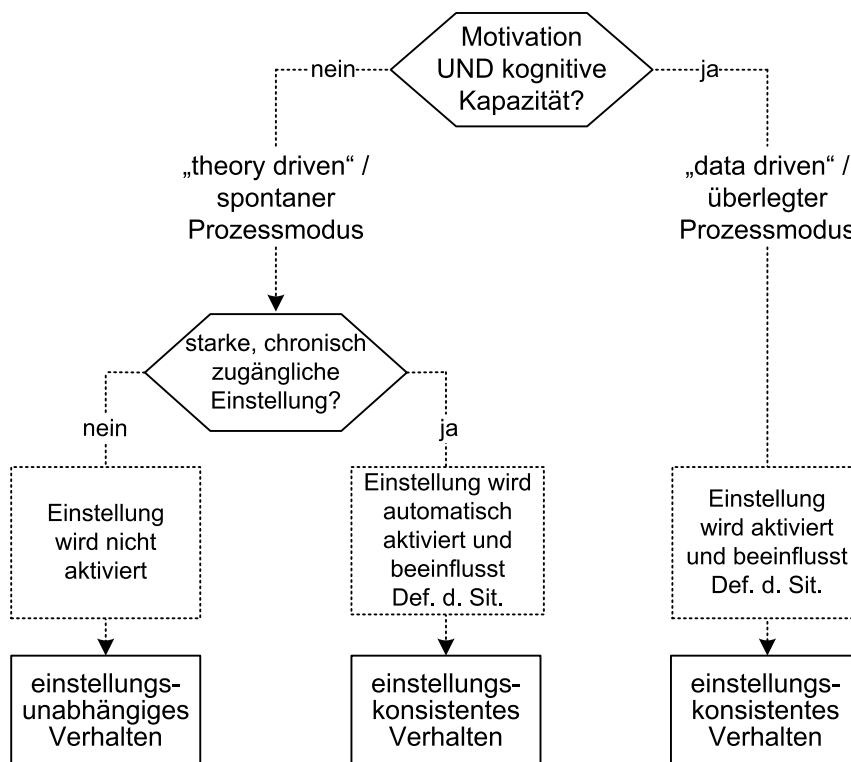 Motivation
UND kognitive
Kapazität?
nein
ja
„theory driven“ /
spontaner
Prozessmodus
„data driven“ /
überlegter
Prozessmodus
starke, chronisch
zugängliche
Einstellung?
nein
ja
Einstellung
wird nicht
aktiviert
Einstellung wird
automatisch
aktiviert und
beeinflusst
Def. d. Sit.
Einstellung
wird aktiviert
und beeinflusst
Def. d. Sit.
einstellungs-
unabhängiges
Verhalten
einstellungs-
konsistentes
Verhalten
einstellungs-
konsistentes
Verhalten